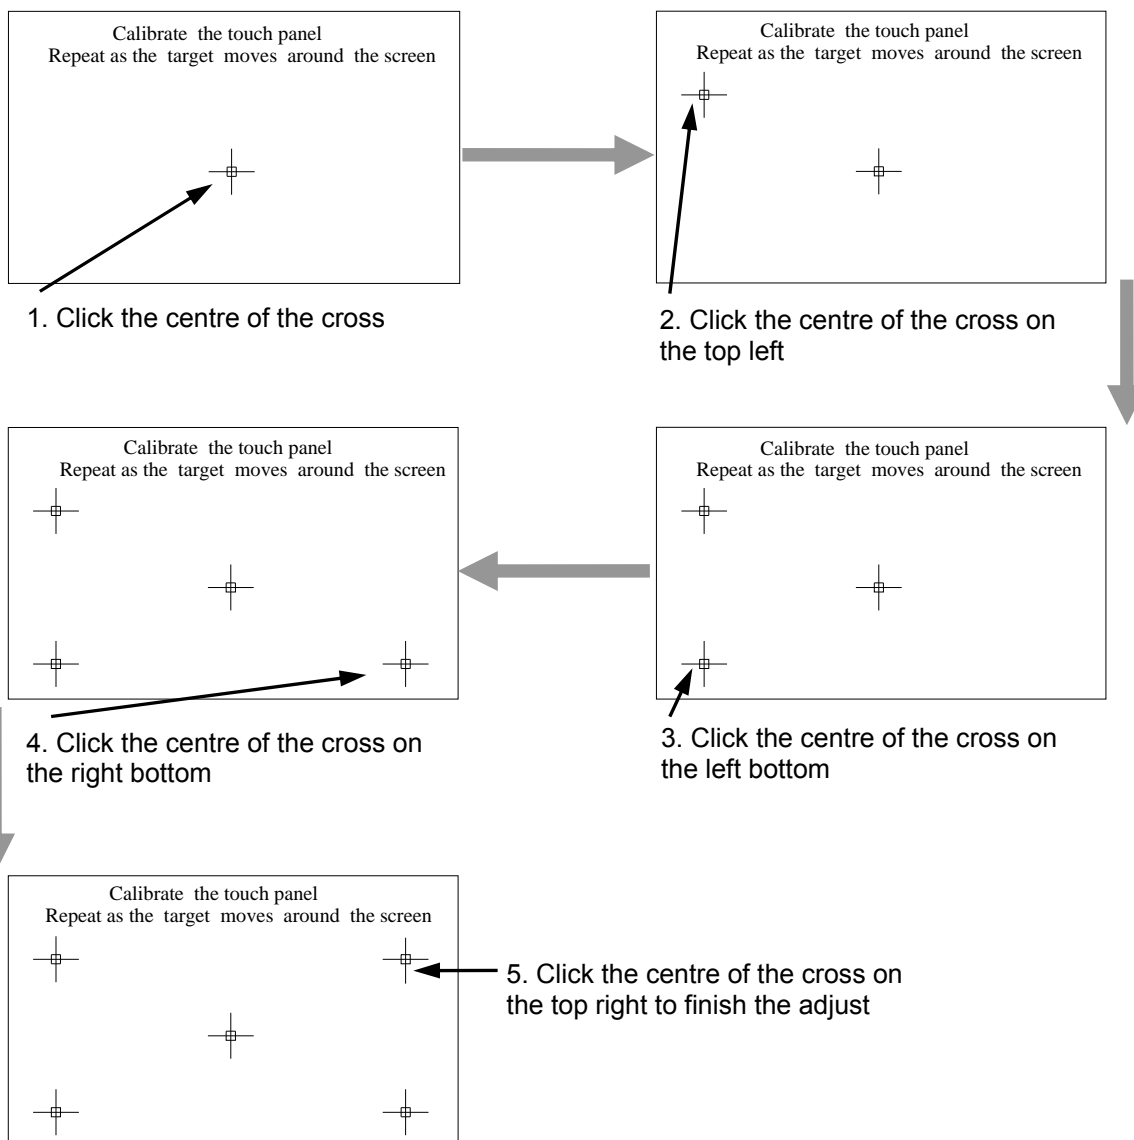 Calibrate the touch panel
Repeat as the target moves around the screen
1. Click the centre of the cross
Calibrate the touch panel
Repeat as the target moves around the screen
2. Click the centre of the cross on
the top left
Calibrate the touch panel
Repeat as the target moves around the screen
3. Click the centre of the cross on
the left bottom
Calibrate the touch panel
Repeat as the target moves around the screen
4. Click the centre of the cross on
the right bottom
Calibrate the touch panel
Repeat as the target moves around the screen
5. Click the centre of the cross on
the top right to finish the adjust